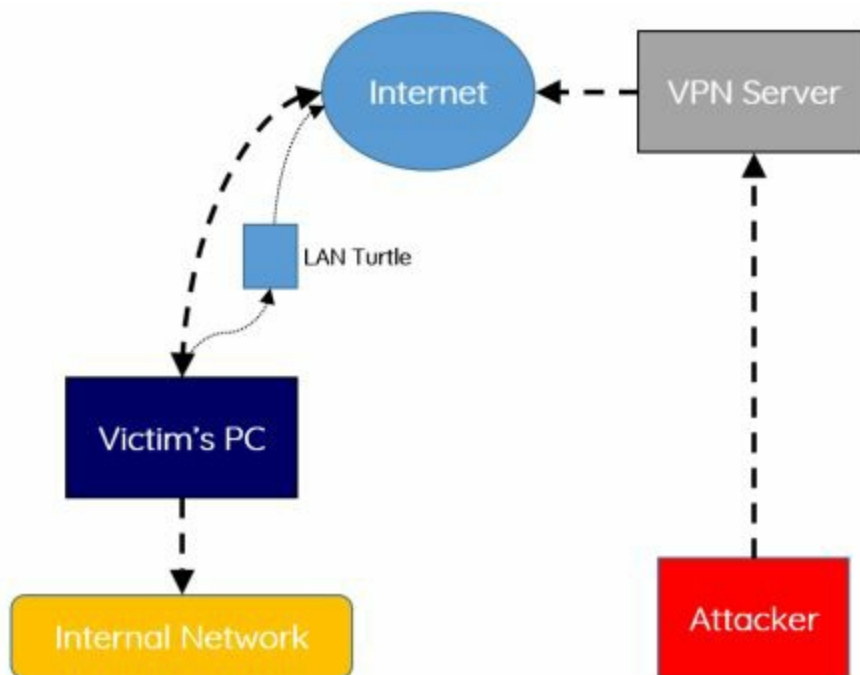 Internet
VPN Server
LAN Turtle
Victim's PC
Internal Network
Attacker